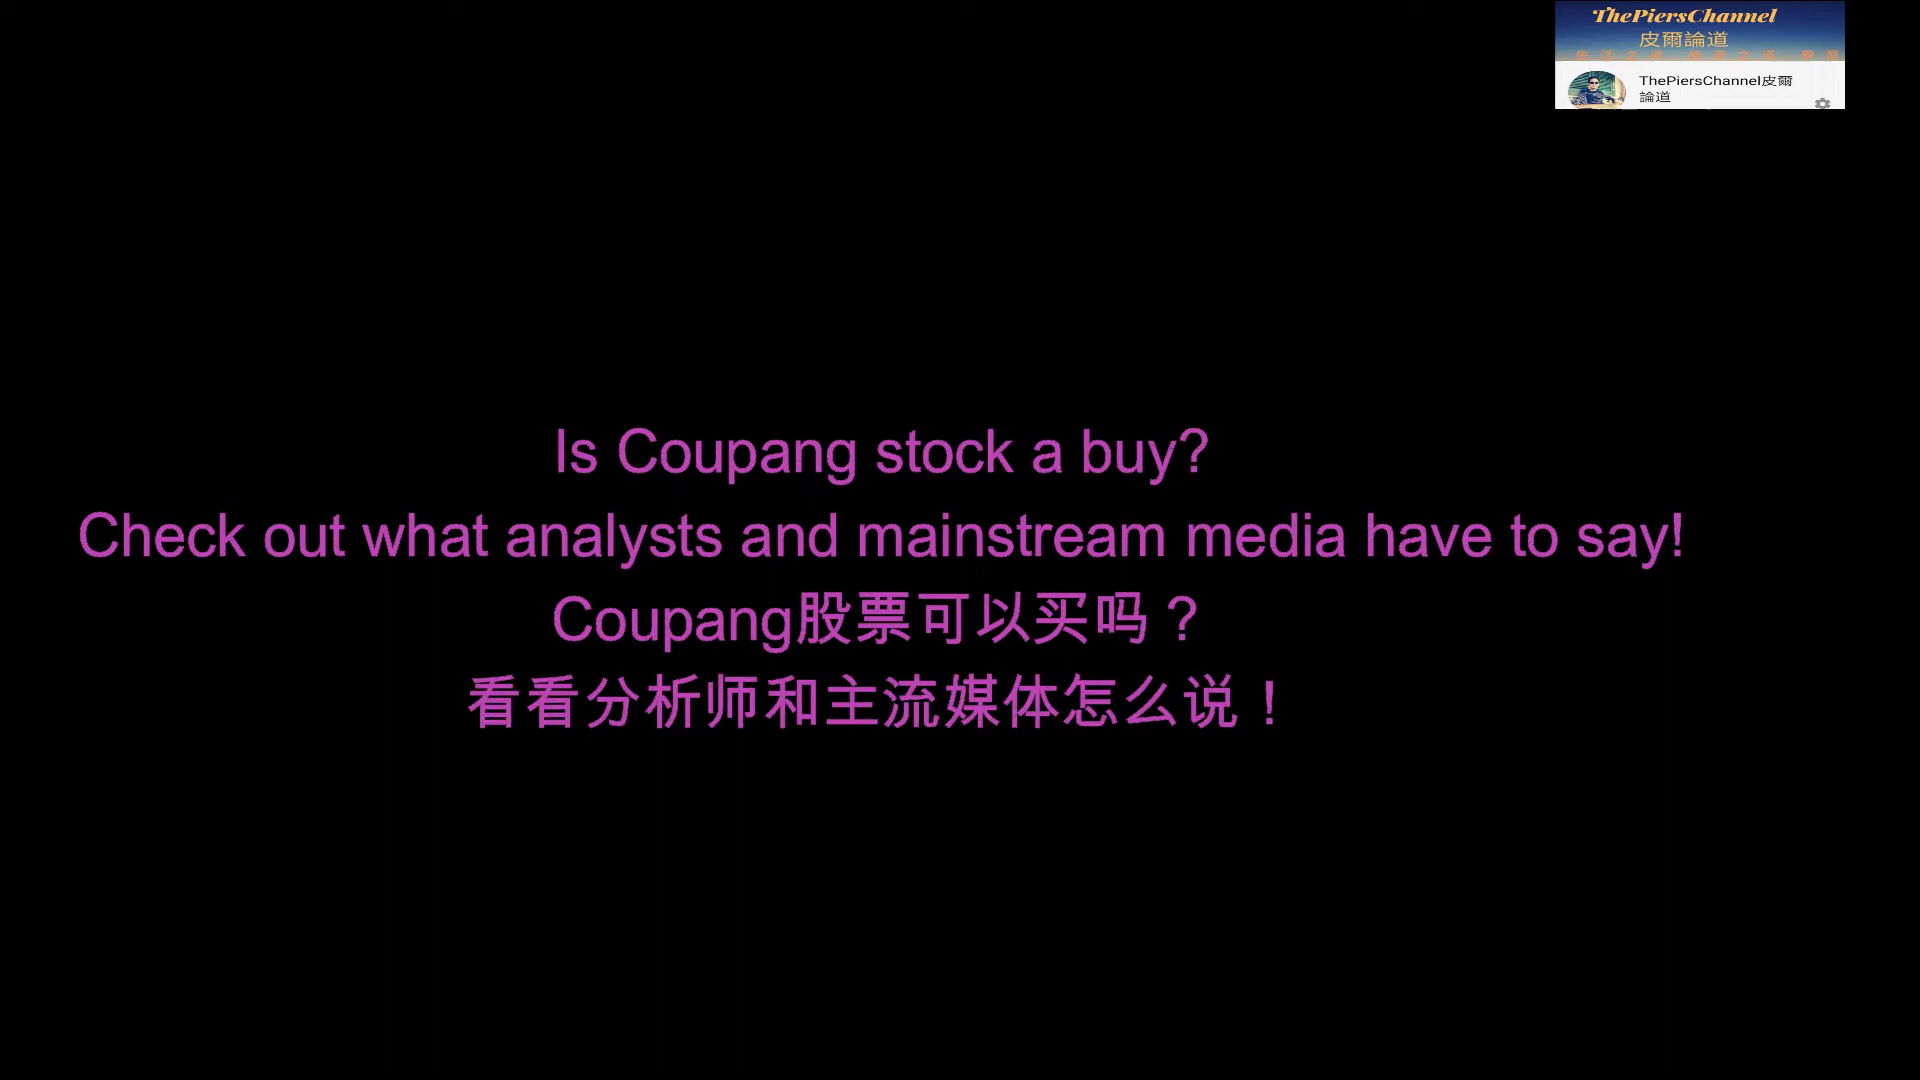 ThePiersChannel
皮爾論道
ThePiersChannel皮爾
論道
Is Coupang stock a buy?
Check out what analysts and mainstream media have to say!
Coupang股票可以买吗？
看看分析师和主流媒体怎么说！